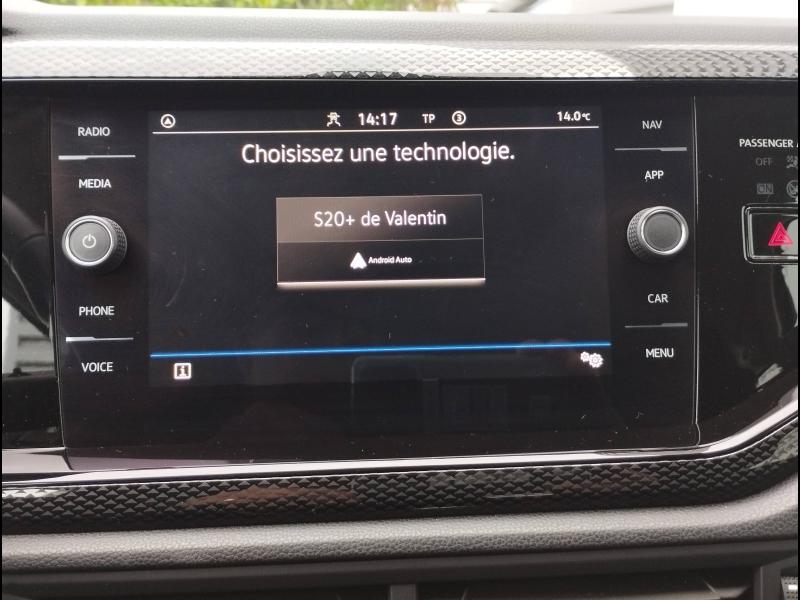 14:17 TP 3 14.0°C
RADIO
MEDIA
PHONE
VOICE
Choisissez une technologie.
S20+ de Valentin
Android Auto
i
NAV
APP
CAR
MENU
PASSENGER
OFF
ON